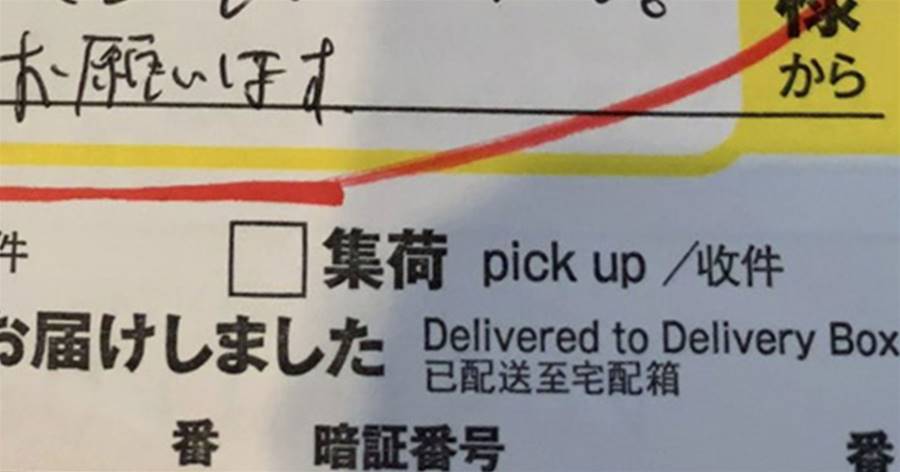 様
から
お願いします
件 集荷 pick up /收件
お届けしました Delivered to Delivery Box
已配送至宅配箱
番 暗証番号 番